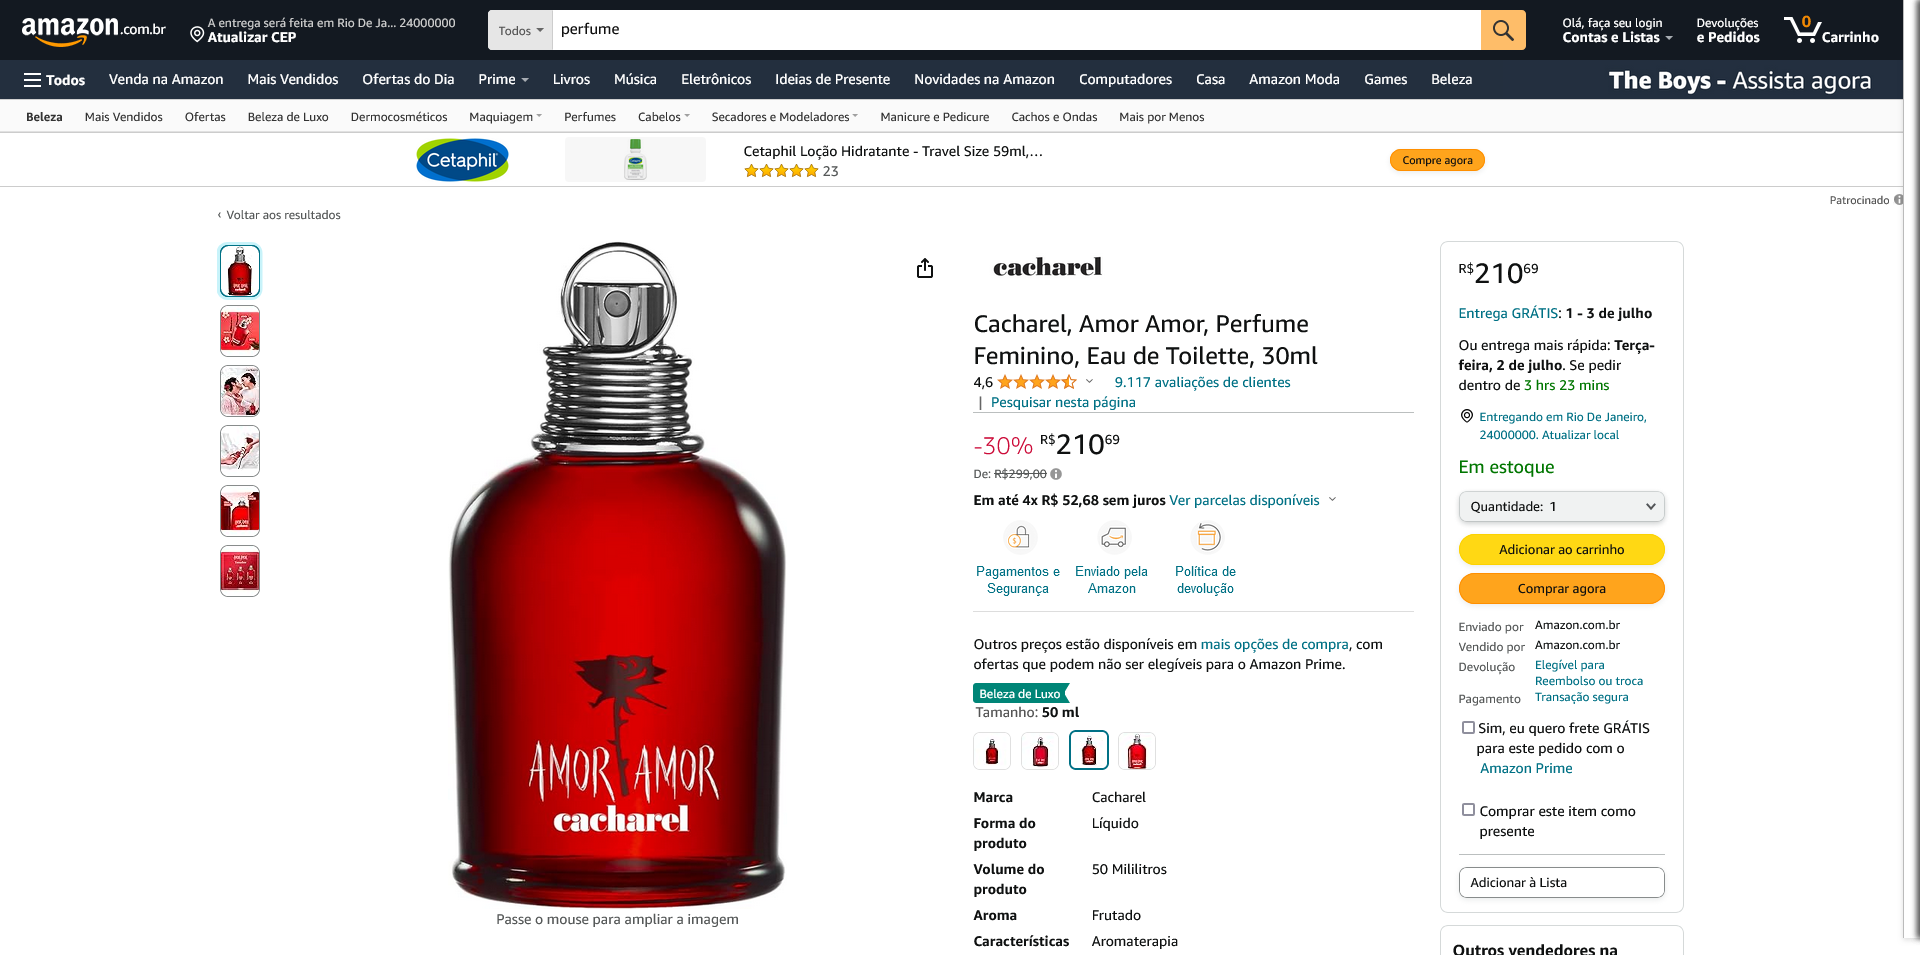 amazon.com.br
A entrega será feita em Rio De Ja... 24000000
Atualizar CEP
Todos
perfume
Olá, faça seu login
Contas e Listas
Devoluções
e Pedidos
0
Carrinho
Todos
Venda na Amazon
Mais Vendidos
Ofertas do Dia
Prime
Livros
Música
Eletrônicos
Ideias de Presente
Novidades na Amazon
Computadores
Casa
Amazon Moda
Games
Beleza
The Boys - Assista agora
Beleza
Mais Vendidos
Ofertas
Beleza de Luxo
Dermocosméticos
Maquiagem
Perfumes
Cabelos
Secadores e Modeladores
Manicure e Pedicure
Cachos e Ondas
Mais por Menos
Cetaphil
Cetaphil Loção Hidratante - Travel Size 59ml,...
23
Compre agora
Patrocinado
‹ Voltar aos resultados
AMOR AMOR
cacharel
Passe o mouse para ampliar a imagem
cacharel
Cacharel, Amor Amor, Perfume
Feminino, Eau de Toilette, 30ml
4,6
9.117 avaliações de clientes
| Pesquisar nesta página
-30% R$21069
De: R$299,00
Em até 4x R$ 52,68 sem juros Ver parcelas disponíveis
Pagamentos e
Segurança
Enviado pela
Amazon
Política de
devolução
Outros preços estão disponíveis em mais opções de compra, com
ofertas que podem não ser elegíveis para o Amazon Prime.
Beleza de Luxo
Tamanho: 50 ml
Marca Cacharel
Forma do Líquido
produto
Volume do 50 Mililitros
produto
Aroma Frutado
Características Aromaterapia
R$21069
Entrega GRÁTIS: 1 - 3 de julho
Ou entrega mais rápida: Terça-
feira, 2 de julho. Se pedir
dentro de 3 hrs 23 mins
Entregando em Rio De Janeiro,
24000000. Atualizar local
Em estoque
Quantidade: 1
Adicionar ao carrinho
Comprar agora
Enviado por Amazon.com.br
Vendido por Amazon.com.br
Devolução Elegível para
Reembolso ou troca
Pagamento Transação segura
Sim, eu quero frete GRÁTIS
para este pedido com o
Amazon Prime
Comprar este item como
presente
Adicionar à Lista
Outros vendedores na